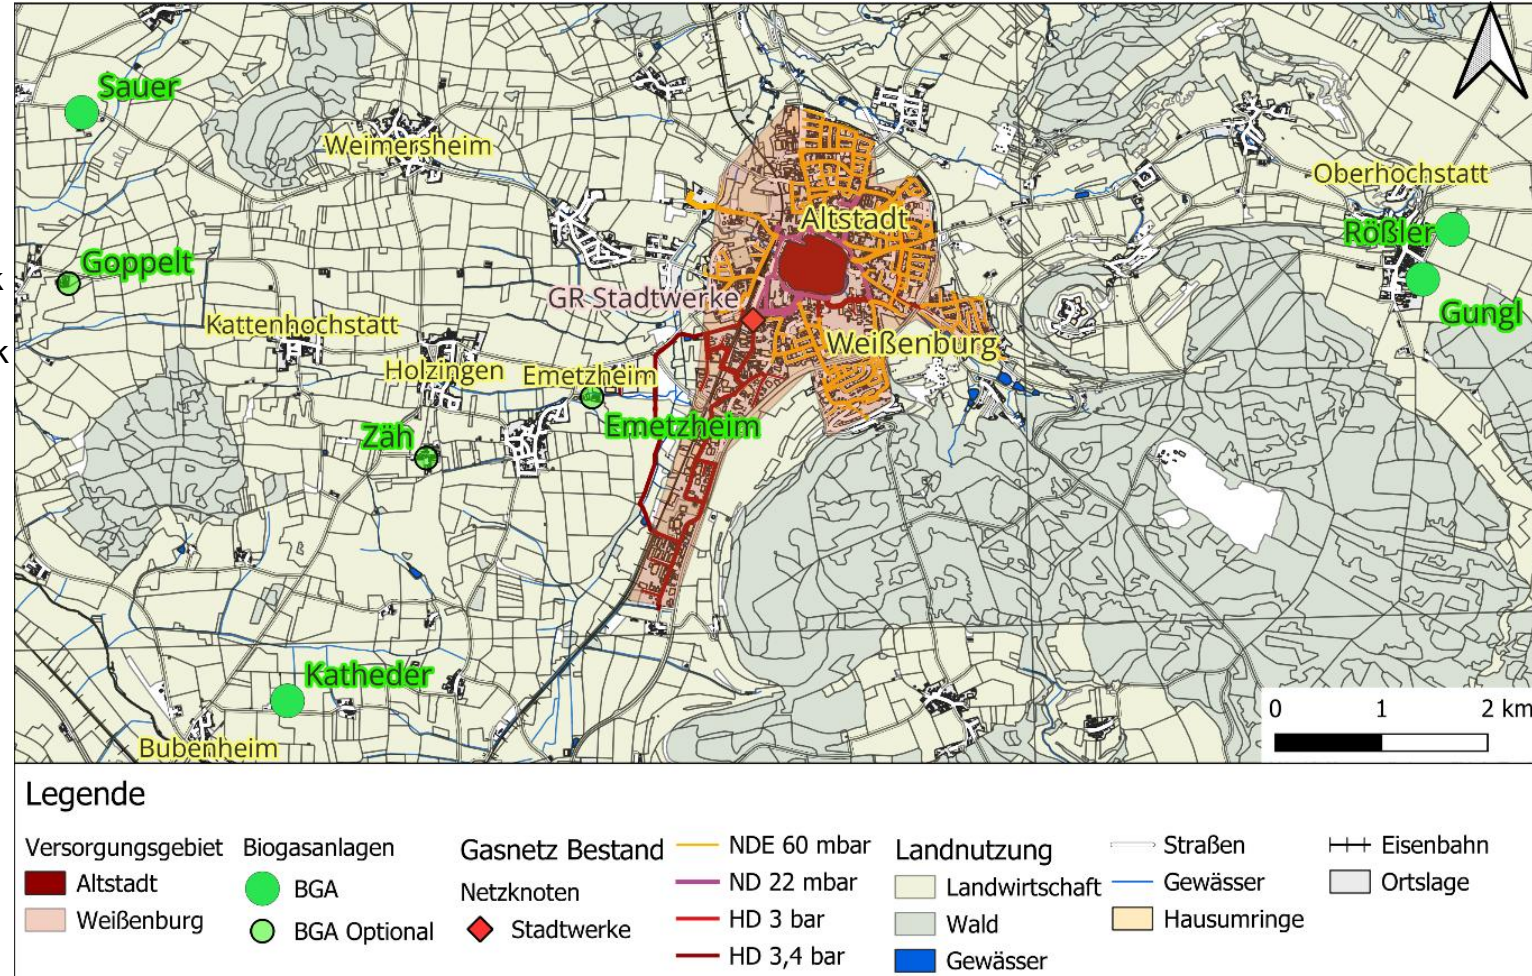 Sauer
Weimersheim
Oberhochstatt
Altstadt
Rößler
Goppelt
k
GR Stadtwerke
Gungl
Kattenhochstatt
Weißenburg
k
Holzingen
Emetzheim
Emetzheim
Zäh
Katheder
Bubenheim
0 1 2 km
Legende
Versorgungsgebiet
Altstadt
Weißenburg
Biogasanlagen
BGA
BGA Optional
Gasnetz Bestand
Netzknoten
Stadtwerke
NDE 60 mbar
ND 22 mbar
HD 3 bar
HD 3,4 bar
Landnutzung
Landwirtschaft
Wald
Gewässer
Straßen
Gewässer
Hausumringe
Eisenbahn
Ortslage